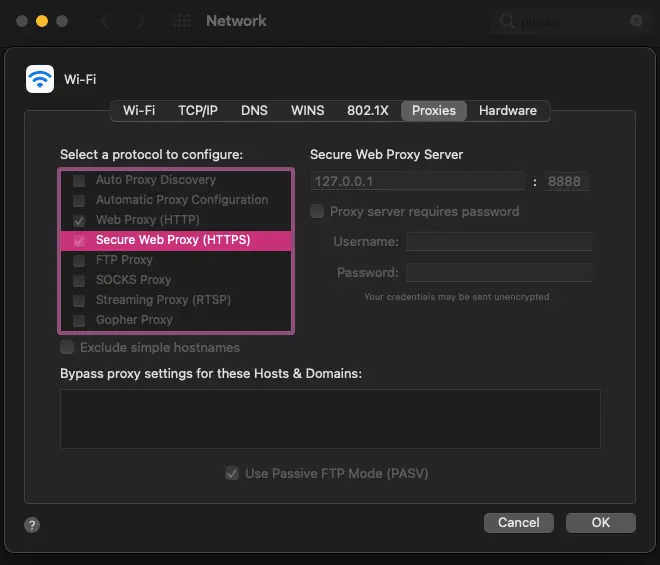 Network
Wi-Fi
Wi-Fi TCP/IP DNS WINS 802.1X Proxies Hardware
Select a protocol to configure:
Auto Proxy Discovery
Automatic Proxy Configuration
Web Proxy (HTTP)
Secure Web Proxy (HTTPS)
FTP Proxy
SOCKS Proxy
Streaming Proxy (RTSP)
Gopher Proxy
Exclude simple hostnames
Secure Web Proxy Server
127.0.0.1 : 8888
Proxy server requires password
Username:
Password:
Your credentials may be sent unencrypted
Bypass proxy settings for these Hosts & Domains:
Use Passive FTP Mode (PASV)
? Cancel OK